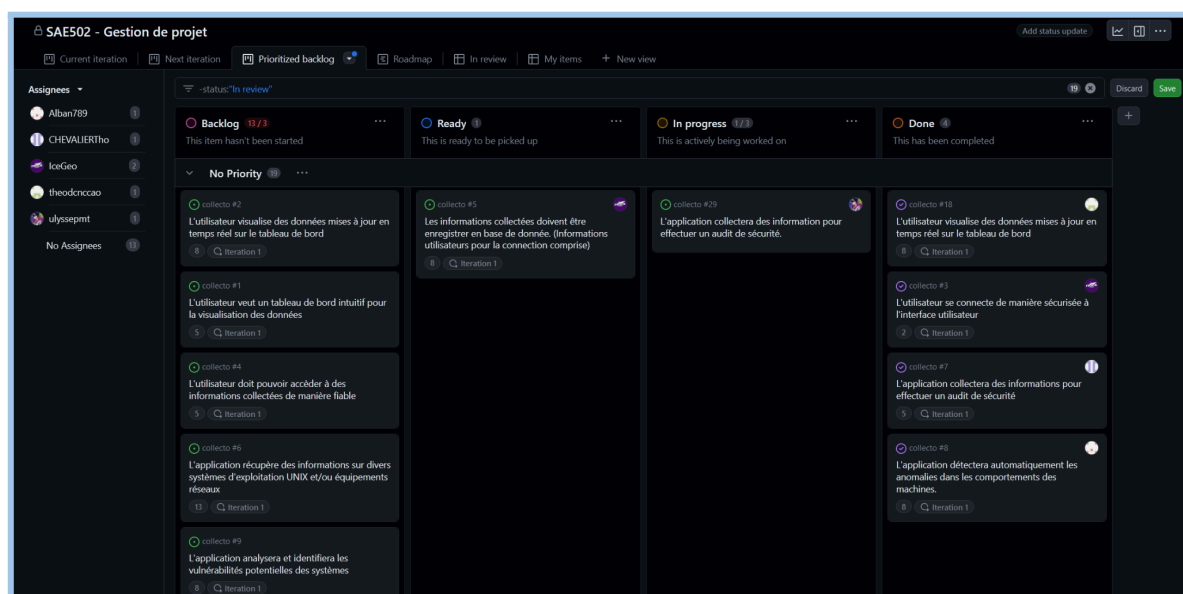 SAE502 - Gestion de projet
Add status update
Current iteration
Next iteration
Prioritized backlog
Roadmap
In review
My items
+ New view
Assignees
Alban789 1
CHEVALIERTho 1
IceGeo 2
theodcnccao 1
ulyssepmt 1
No Assignees 13
-status:"In review"
19
Discard
Save
Backlog 13 / 3
This item hasn't been started
Ready 1
This is ready to be picked up
In progress 1 / 3
This is actively being worked on
Done 4
This has been completed
No Priority 19
collecto #2
L'utilisateur visualise des données mises à jour en
temps réel sur le tableau de bord
8 Iteration 1
collecto #1
L'utilisateur veut un tableau de bord intuitif pour
la visualisation des données
5 Iteration 1
collecto #4
L'utilisateur doit pouvoir accèder à des
informations collectées de manière fiable
5 Iteration 1
collecto #6
L'application récupère des informations sur divers
systèmes d'exploitation UNIX et/ou équipements
réseaux
13 Iteration 1
collecto #9
L'application analysera et identifiera les
vulnérabilités potentielles des systèmes
8 Iteration 1
collecto #5
Les informations collectées doivent être
enregistrer en base de donnée. (Informations
utilisateurs pour la connection comprise)
8 Iteration 1
collecto #29
L'application collectera des information pour
effectuer un audit de sécurité.
collecto #18
L'utilisateur visualise des données mises à jour en
temps réel sur le tableau de bord
8 Iteration 1
collecto #3
L'utilisateur se connecte de manière sécurisée à
l'interface utilisateur
2 Iteration 1
collecto #7
L'application collectera des informations pour
effectuer un audit de sécurité
5 Iteration 1
collecto #8
L'application détectera automatiquement les
anomalies dans les comportements des
machines.
8 Iteration 1